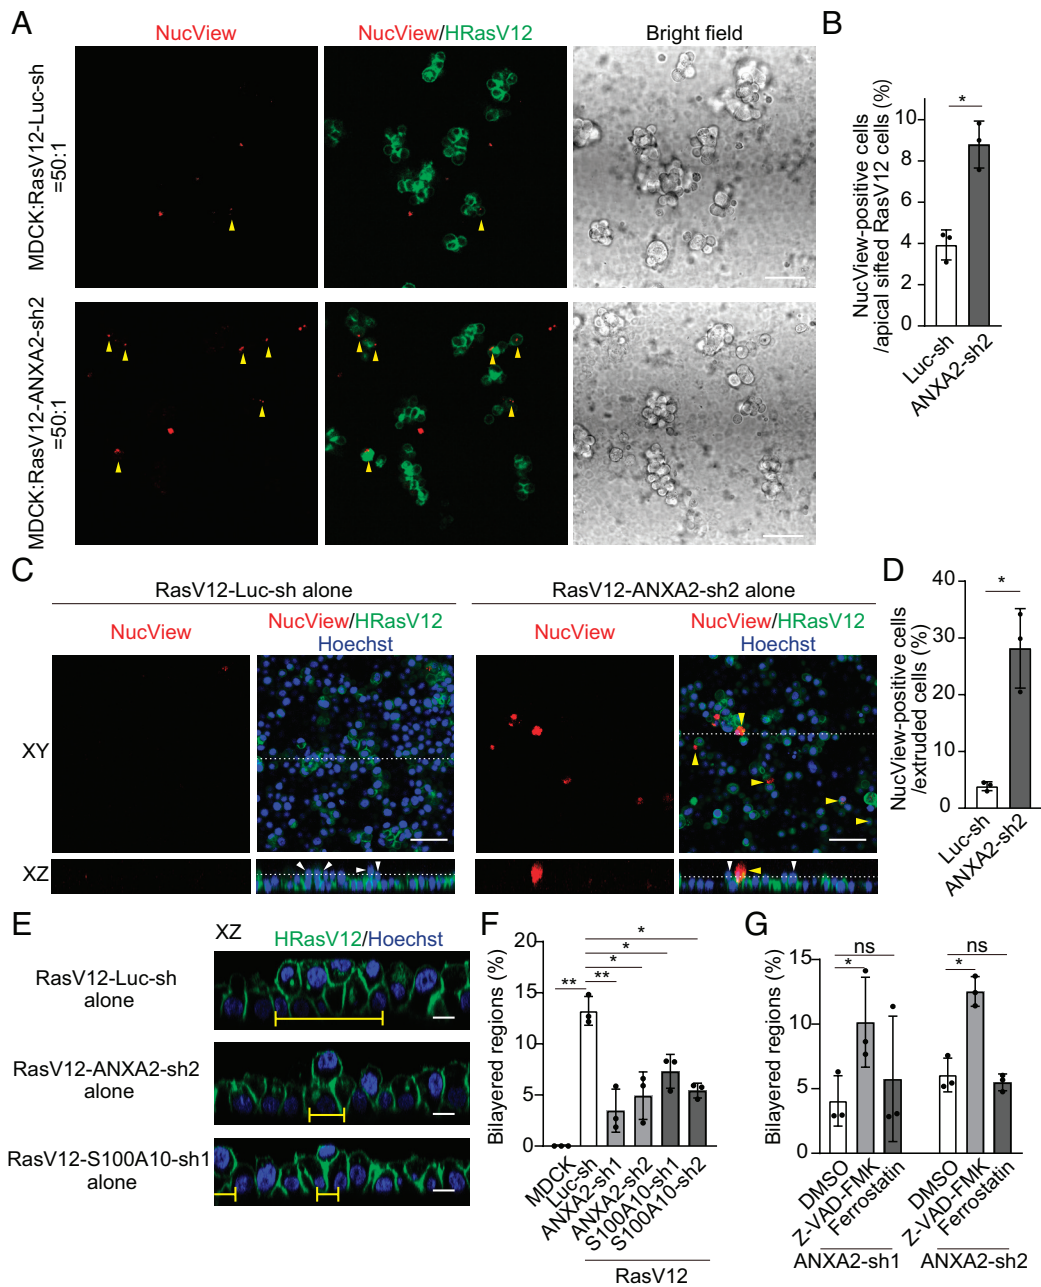 A
NucView
NucView/HRasV12
Bright field
MDCK:RasV12-Luc-sh
=50:1
MDCK:RasV12-ANXA2-sh2
=50:1
B
NucView-positive cells
/apical sifted RasV12 cells (%)
10
8
6
4
2
0
*
Luc-sh
ANXA2-sh2
C
RasV12-Luc-sh alone
RasV12-ANXA2-sh2 alone
NucView
NucView/HRasV12
Hoechst
NucView
NucView/HRasV12
Hoechst
XY
XZ
D
NucView-positive cells
/extruded cells (%)
40
30
20
10
0
*
Luc-sh
ANXA2-sh2
E
XZ
HRasV12/Hoechst
RasV12-Luc-sh
alone
RasV12-ANXA2-sh2
alone
RasV12-S100A10-sh1
alone
F
Bilayered regions (%)
20
15
10
5
0
*
*
*
** **
MDCK
Luc-sh
ANXA2-sh1
ANXA2-sh2
S100A10-sh1
S100A10-sh2
RasV12
G
Bilayered regions (%)
15
10
5
0
ns
*
ns
*
DMSO
Z-VAD-FMK
Ferrostatin
DMSO
Z-VAD-FMK
Ferrostatin
ANXA2-sh1
ANXA2-sh2